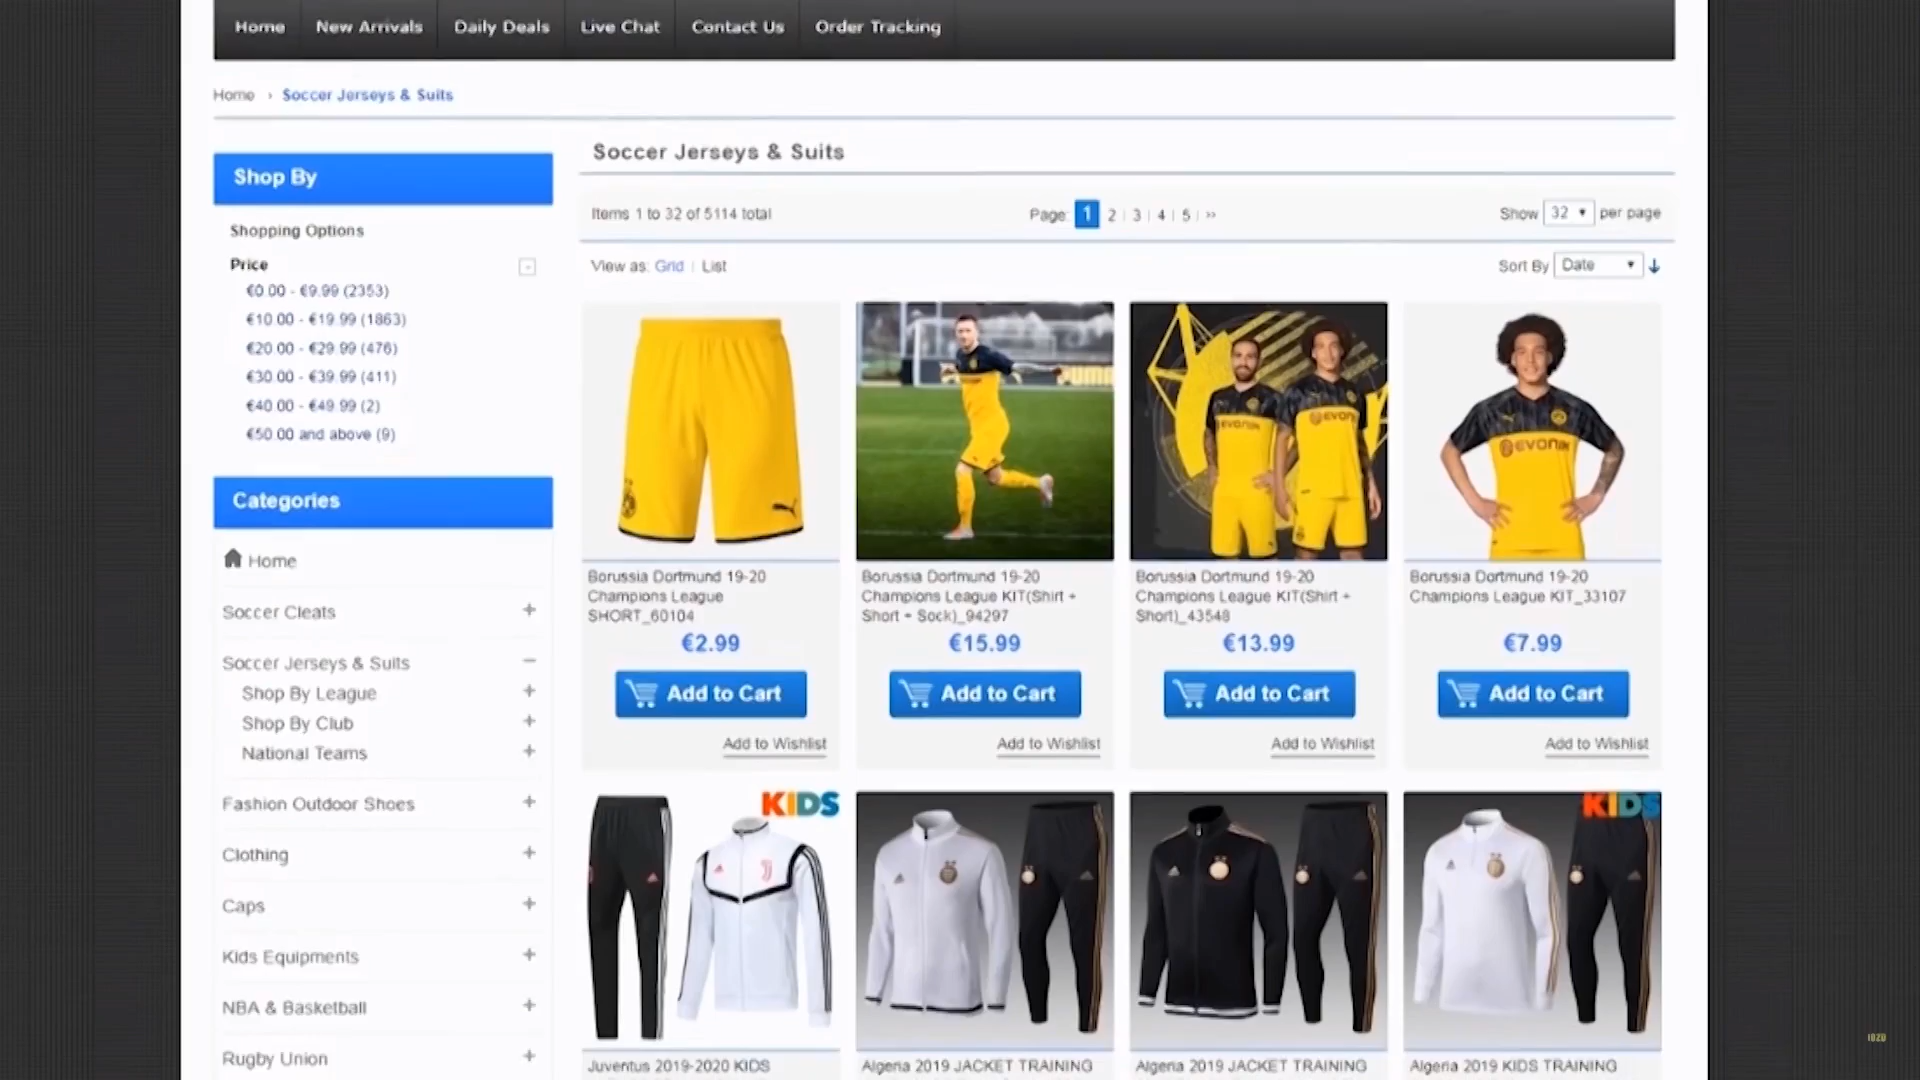 Home New Arrivals Daily Deals Live Chat Contact Us Order Tracking
Home › Soccer Jerseys & Suits
Shop By
Shopping Options
Price
€0.00 - €9.99 (2353)
€10.00 - €19.99 (1863)
€20.00 - €29.99 (476)
€30.00 - €39.99 (411)
€40.00 - €49.99 (2)
€50.00 and above (9)
Categories
Home
Soccer Cleats +
Soccer Jerseys & Suits −
Shop By League +
Shop By Club +
National Teams +
Fashion Outdoor Shoes +
Clothing +
Caps +
Kids Equipments +
NBA & Basketball +
Rugby Union +
Soccer Jerseys & Suits
Items 1 to 32 of 5114 total
Page: 1 2 | 3 | 4 | 5 | »
Show 32 per page
View as: Grid | List
Sort By Date
PUMA
EVONIK
EVONIK
EVONIK
Borussia Dortmund 19-20
Champions League
SHORT_60104
€2.99
Add to Cart
Add to Wishlist
Borussia Dortmund 19-20
Champions League KIT(Shirt +
Short + Sock)_94297
€15.99
Add to Cart
Add to Wishlist
Borussia Dortmund 19-20
Champions League KIT(Shirt +
Short)_43548
€13.99
Add to Cart
Add to Wishlist
Borussia Dortmund 19-20
Champions League KIT_33107
€7.99
Add to Cart
Add to Wishlist
KIDS
KIDS
Juventus 2019-2020 KIDS
Algeria 2019 JACKET TRAINING
Algeria 2019 JACKET TRAINING
Algeria 2019 KIDS TRAINING